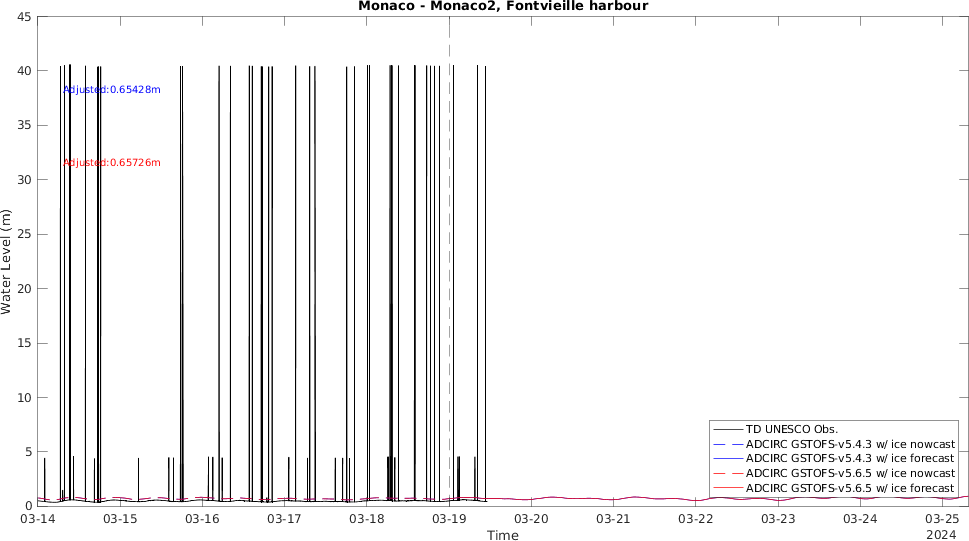 Monaco - Monaco2, Fontvieille harbour
45
40
35
30
25
20
15
10
5
0
Water Level (m)
Adjusted:0.65428m
Adjusted:0.65726m
TD UNESCO Obs.
ADCIRC GSTOFS-v5.4.3 w/ ice nowcast
ADCIRC GSTOFS-v5.4.3 w/ ice forecast
ADCIRC GSTOFS-v5.6.5 w/ ice nowcast
ADCIRC GSTOFS-v5.6.5 w/ ice forecast
03-14 03-15 03-16 03-17 03-18 03-19 03-20 03-21 03-22 03-23 03-24 03-25
2024
Time